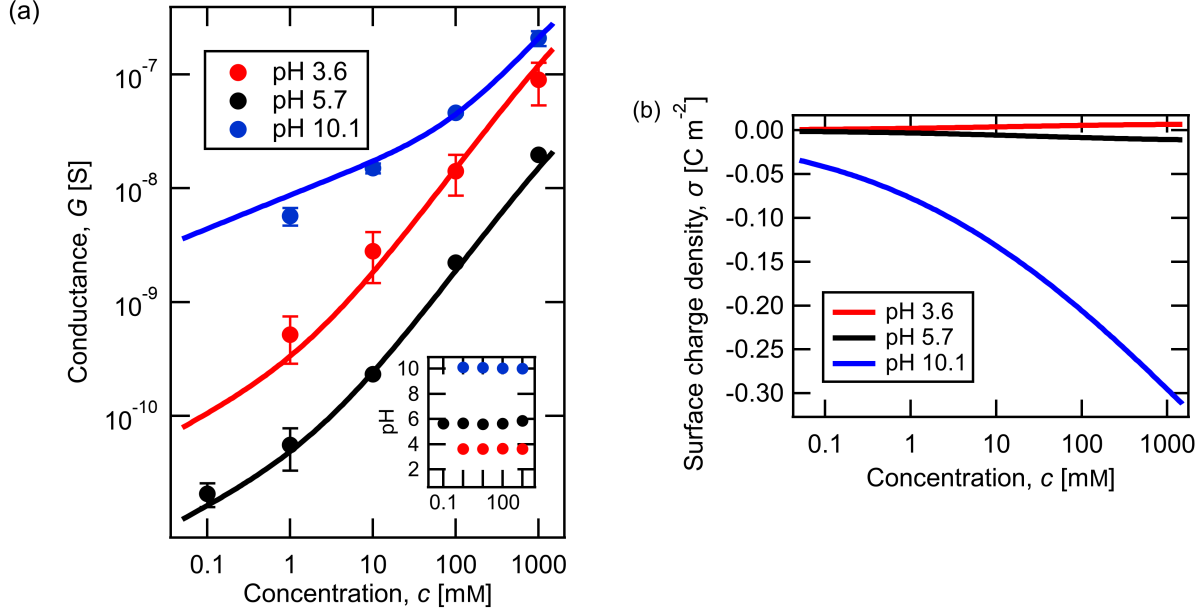 (a)
Conductance, G [S]
10⁻⁷
10⁻⁸
10⁻⁹
10⁻¹⁰
pH 3.6
pH 5.7
pH 10.1
pH
10
8
6
4
2
0.1 100
0.1 1 10 100 1000
Concentration, c [mM]
(b)
Surface charge density, σ [C m⁻²]
0.00
-0.05
-0.10
-0.15
-0.20
-0.25
-0.30
pH 3.6
pH 5.7
pH 10.1
0.1 1 10 100 1000
Concentration, c [mM]